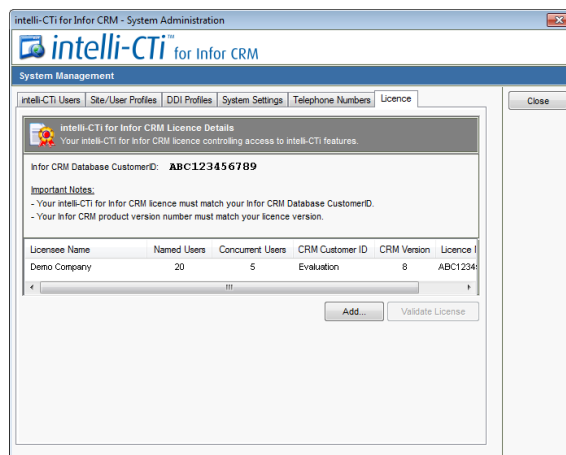 intelli-CTi for Infor CRM - System Administration
intelli-CTi™ for Infor CRM
System Management
intelli-CTi Users Site/User Profiles DDI Profiles System Settings Telephone Numbers Licence
Close
intelli-CTi for Infor CRM Licence Details
Your intelli-CTi for Infor CRM licence controlling access to intelli-CTi features.
Infor CRM Database CustomerID: ABC123456789
Important Notes:
- Your intelli-CTi for Infor CRM licence must match your Infor CRM Database CustomerID.
- Your Infor CRM product version number must match your licence version.
Licensee Name Named Users Concurrent Users CRM Customer ID CRM Version Licence
Demo Company 20 5 Evaluation 8 ABC1234
Add... Validate License